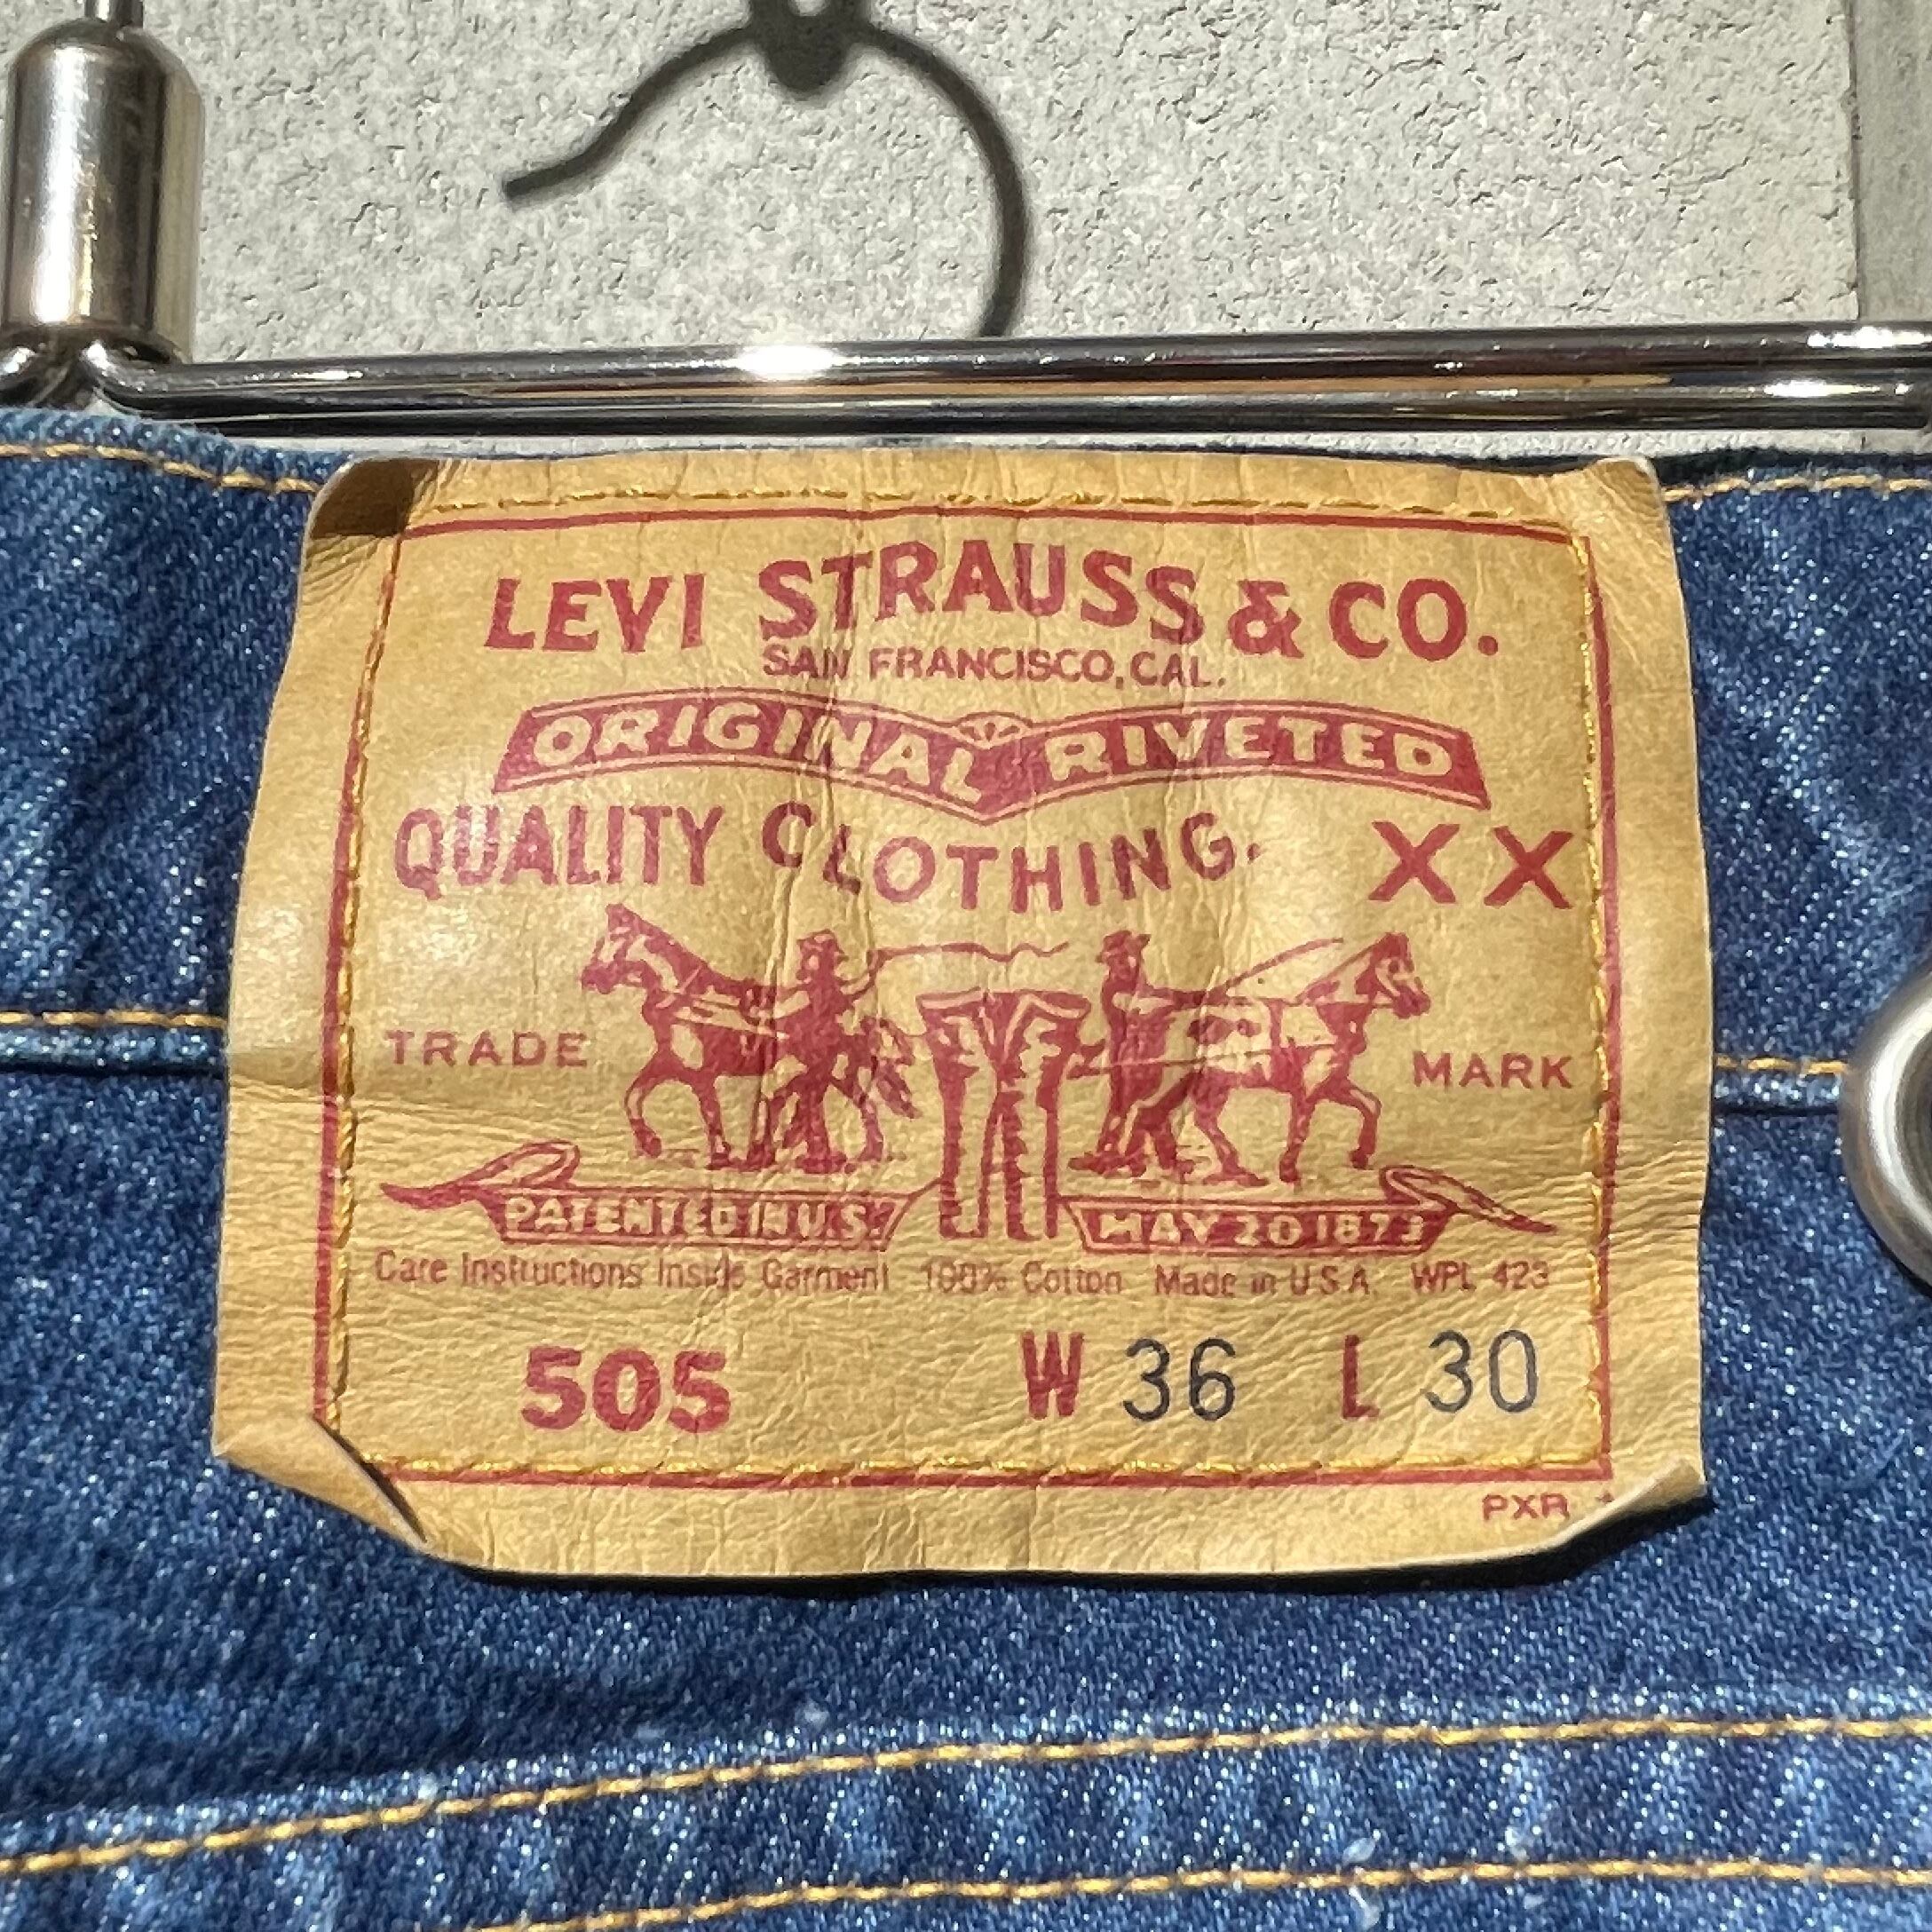 LEVI STRAUSS & CO.
SAN FRANCISCO, CAL.
ORIGINAL RIVETED
QUALITY CLOTHING. XX
TRADE MARK
PATENTED IN U.S. MAY 20 1873
Care Instructions Inside Garment 100% Cotton Made in U.S.A. WPL 423
505 W 36 L 30
PXR